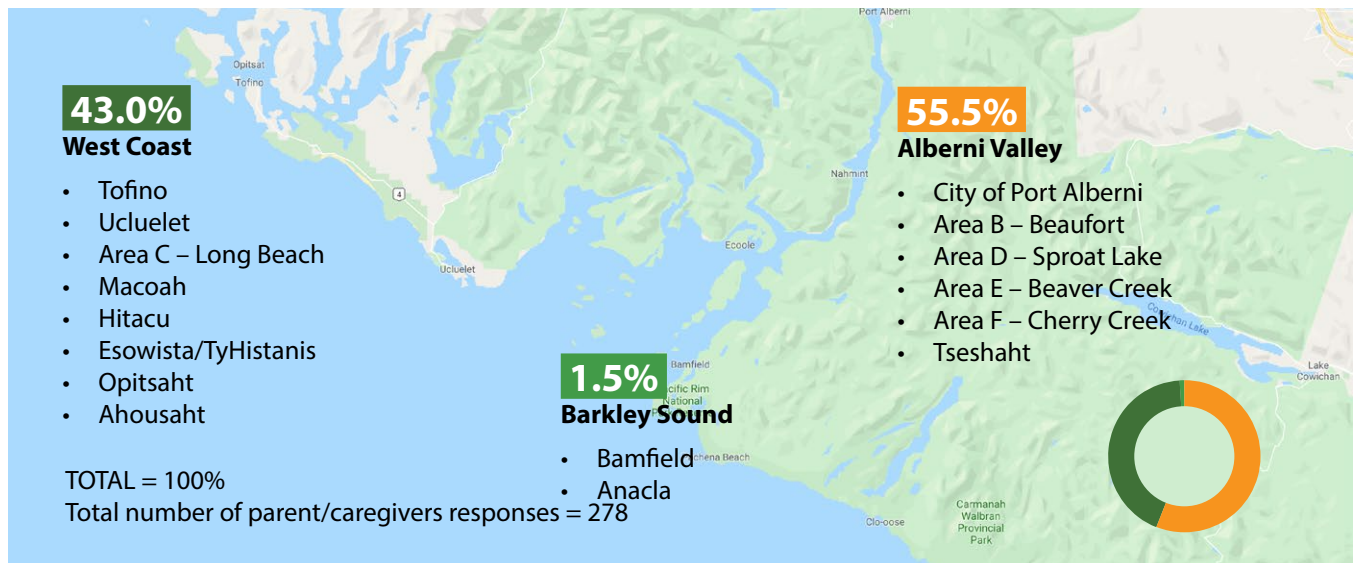 Port Alberni
Opitsat
Tofino
43.0%
West Coast
• Tofino
• Ucluelet
• Area C – Long Beach
• Macoah
• Hitacu
• Esowista/TyHistanis
• Opitsaht
• Ahousaht
TOTAL = 100%
Total number of parent/caregivers responses = 278
4
Ucluelet
Nahmint
Ecoole
55.5%
Alberni Valley
• City of Port Alberni
• Area B – Beaufort
• Area D – Sproat Lake
• Area E – Beaver Creek
• Area F – Cherry Creek
• Tseshaht
Lake
Lake
Cowichan
Bamfield
1.5%
Rim
National
Barkley Sound
• Bamfield
• Anacla
Beach
Clo-oose
Carmanah
Walbran
Provincial
Park